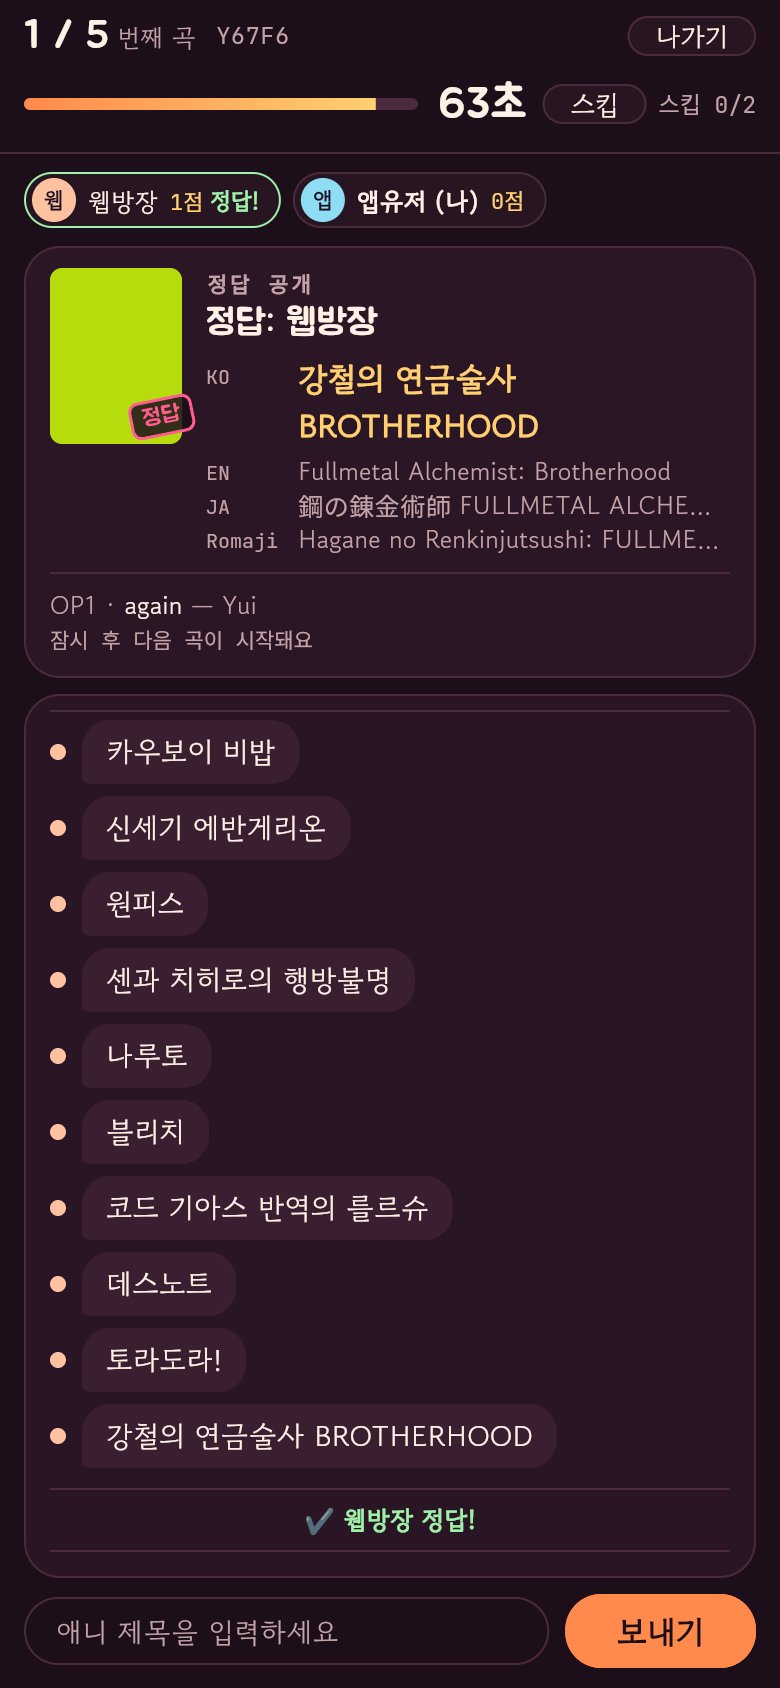 1 / 5 번째 곡 Y67F6 나가기
63초 스킵 스킵 0/2
웹 웹방장 1점 정답! 앱 앱유저 (나) 0점
정답 공개
정답: 웹방장
정답
KO 강철의 연금술사 BROTHERHOOD
EN Fullmetal Alchemist: Brotherhood
JA 鋼の錬金術師 FULLMETAL ALCHE...
Romaji Hagane no Renkinjutsushi: FULLME...
OP1 · again — Yui
잠시 후 다음 곡이 시작돼요
카우보이 비밥
신세기 에반게리온
원피스
센과 치히로의 행방불명
나루토
블리치
코드 기아스 반역의 를르슈
데스노트
토라도라!
강철의 연금술사 BROTHERHOOD
✔ 웹방장 정답!
애니 제목을 입력하세요 보내기